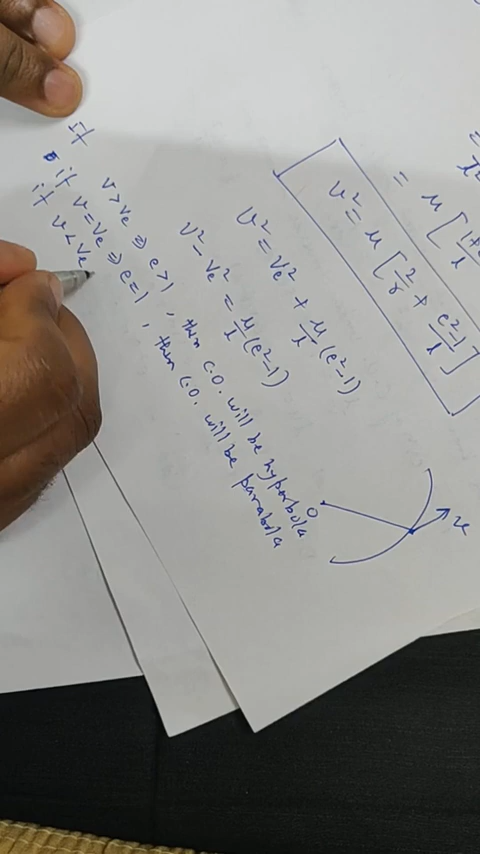 = μ [
v² = μ [ 2/r + (e²-1)/l ]
v² = vₑ² + μ/l (e²-1)
v² - vₑ² = μ/l (e²-1)
If v > vₑ ⇒ e>1, then C.O. will be hyperbola
if v = vₑ ⇒ e=1, then C.O. will be parabola
if v < vₑ
O